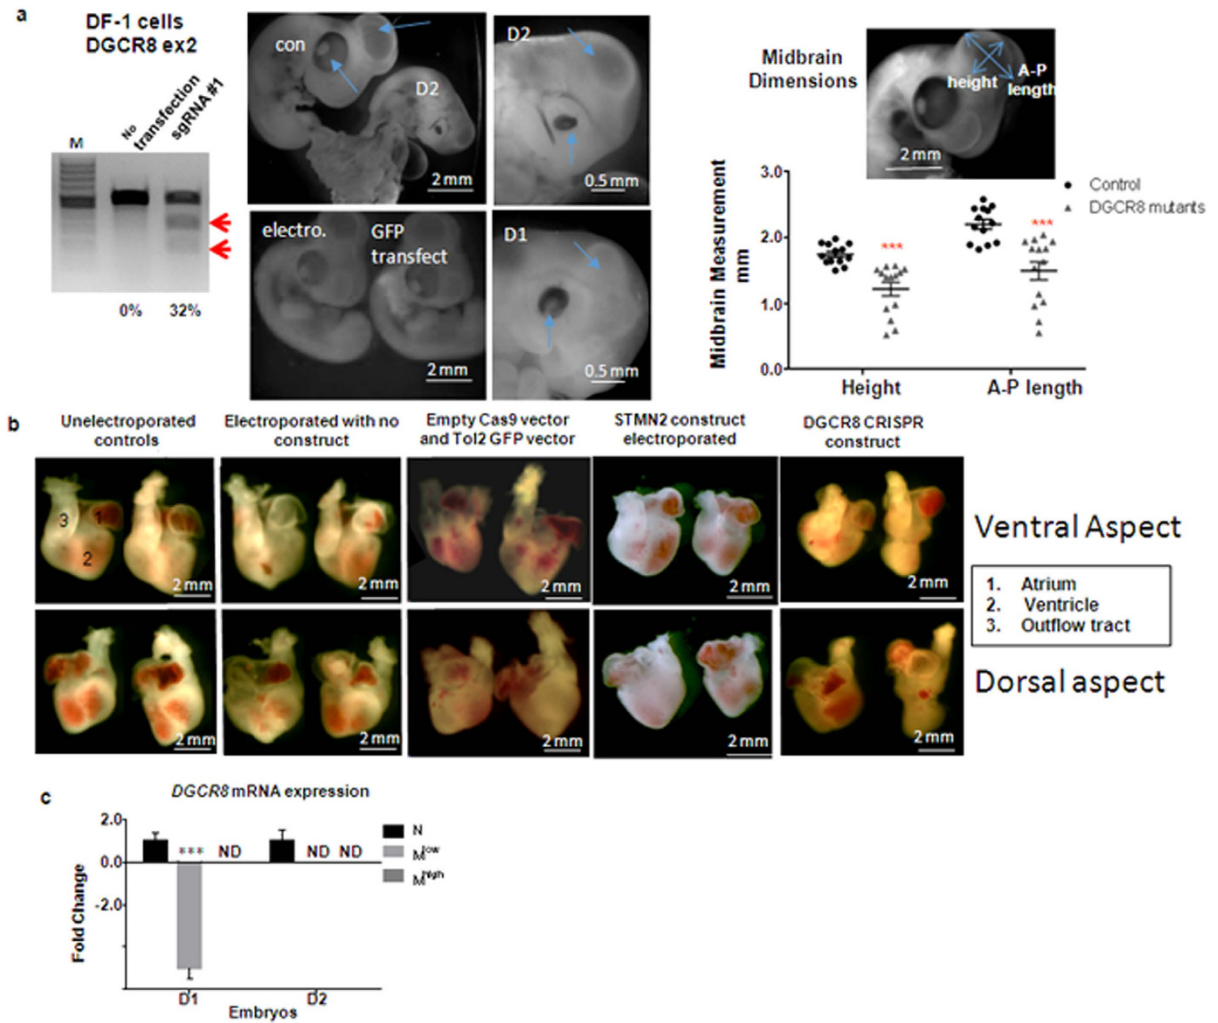 a
DF-1 cells
DGCR8 ex2
M
No
transfection
sgRNA#1
0%
32%
con
D2
2 mm
D2
0.5 mm
electro.
GFP
transfect
2 mm
D1
0.5 mm
Midbrain
Dimensions
height
A-P
length
2 mm
Control
DGCR8 mutants
Midbrain Measurement
mm
3.0
2.0
1.0
0.0
***
***
Height
A-P length
b
Unelectroporated
controls
Electroporated with no
construct
Empty Cas9 vector
and Tol2 GFP vector
STMN2 construct
electroporated
DGCR8 CRISPR
construct
3
1
2
2 mm
2 mm
2 mm
2 mm
2 mm
Ventral Aspect
1. Atrium
2. Ventricle
3. Outflow tract
2 mm
2 mm
2 mm
2 mm
2 mm
Dorsal aspect
c
DGCR8 mRNA expression
Fold Change
2.0
0.0
-2.0
***
ND
ND ND
N
M low
M high
D1
D2
Embryos